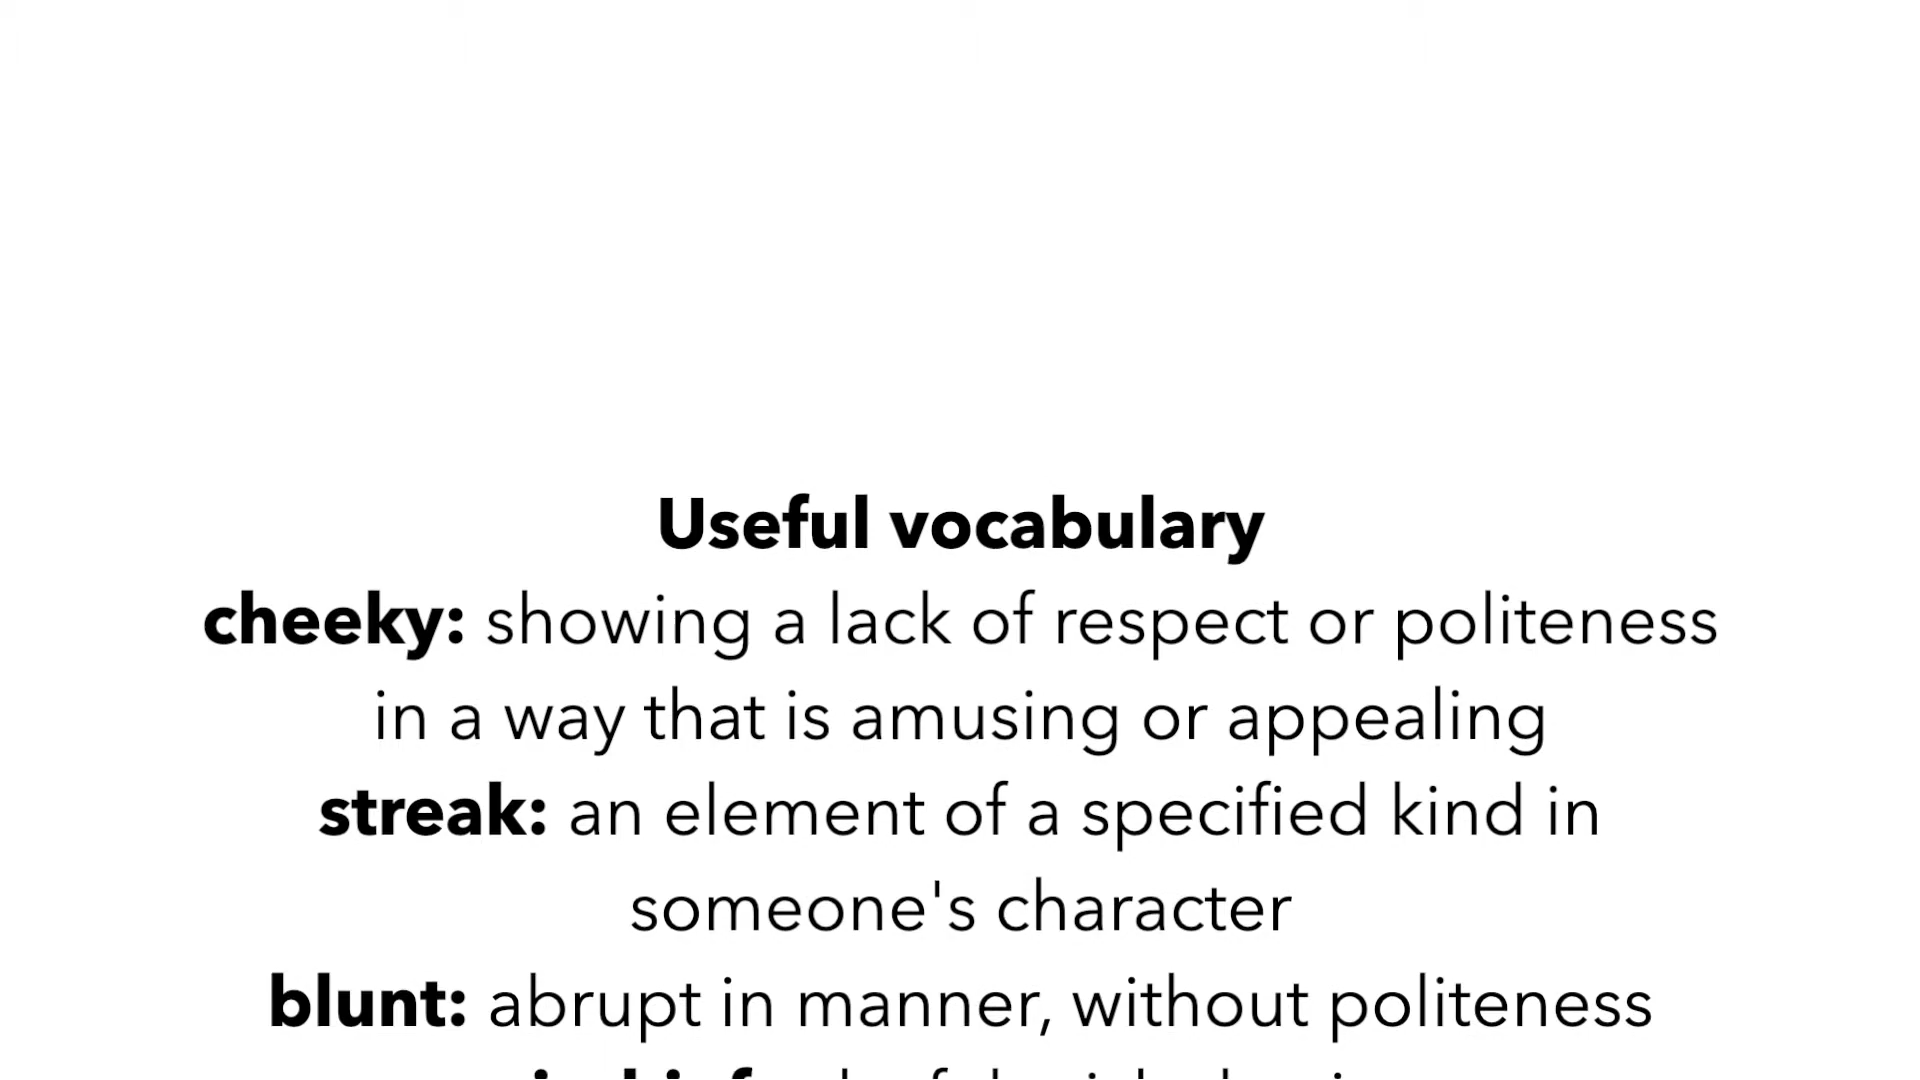 Useful vocabulary
cheeky: showing a lack of respect or politeness
in a way that is amusing or appealing
streak: an element of a specified kind in
someone's character
blunt: abrupt in manner, without politeness